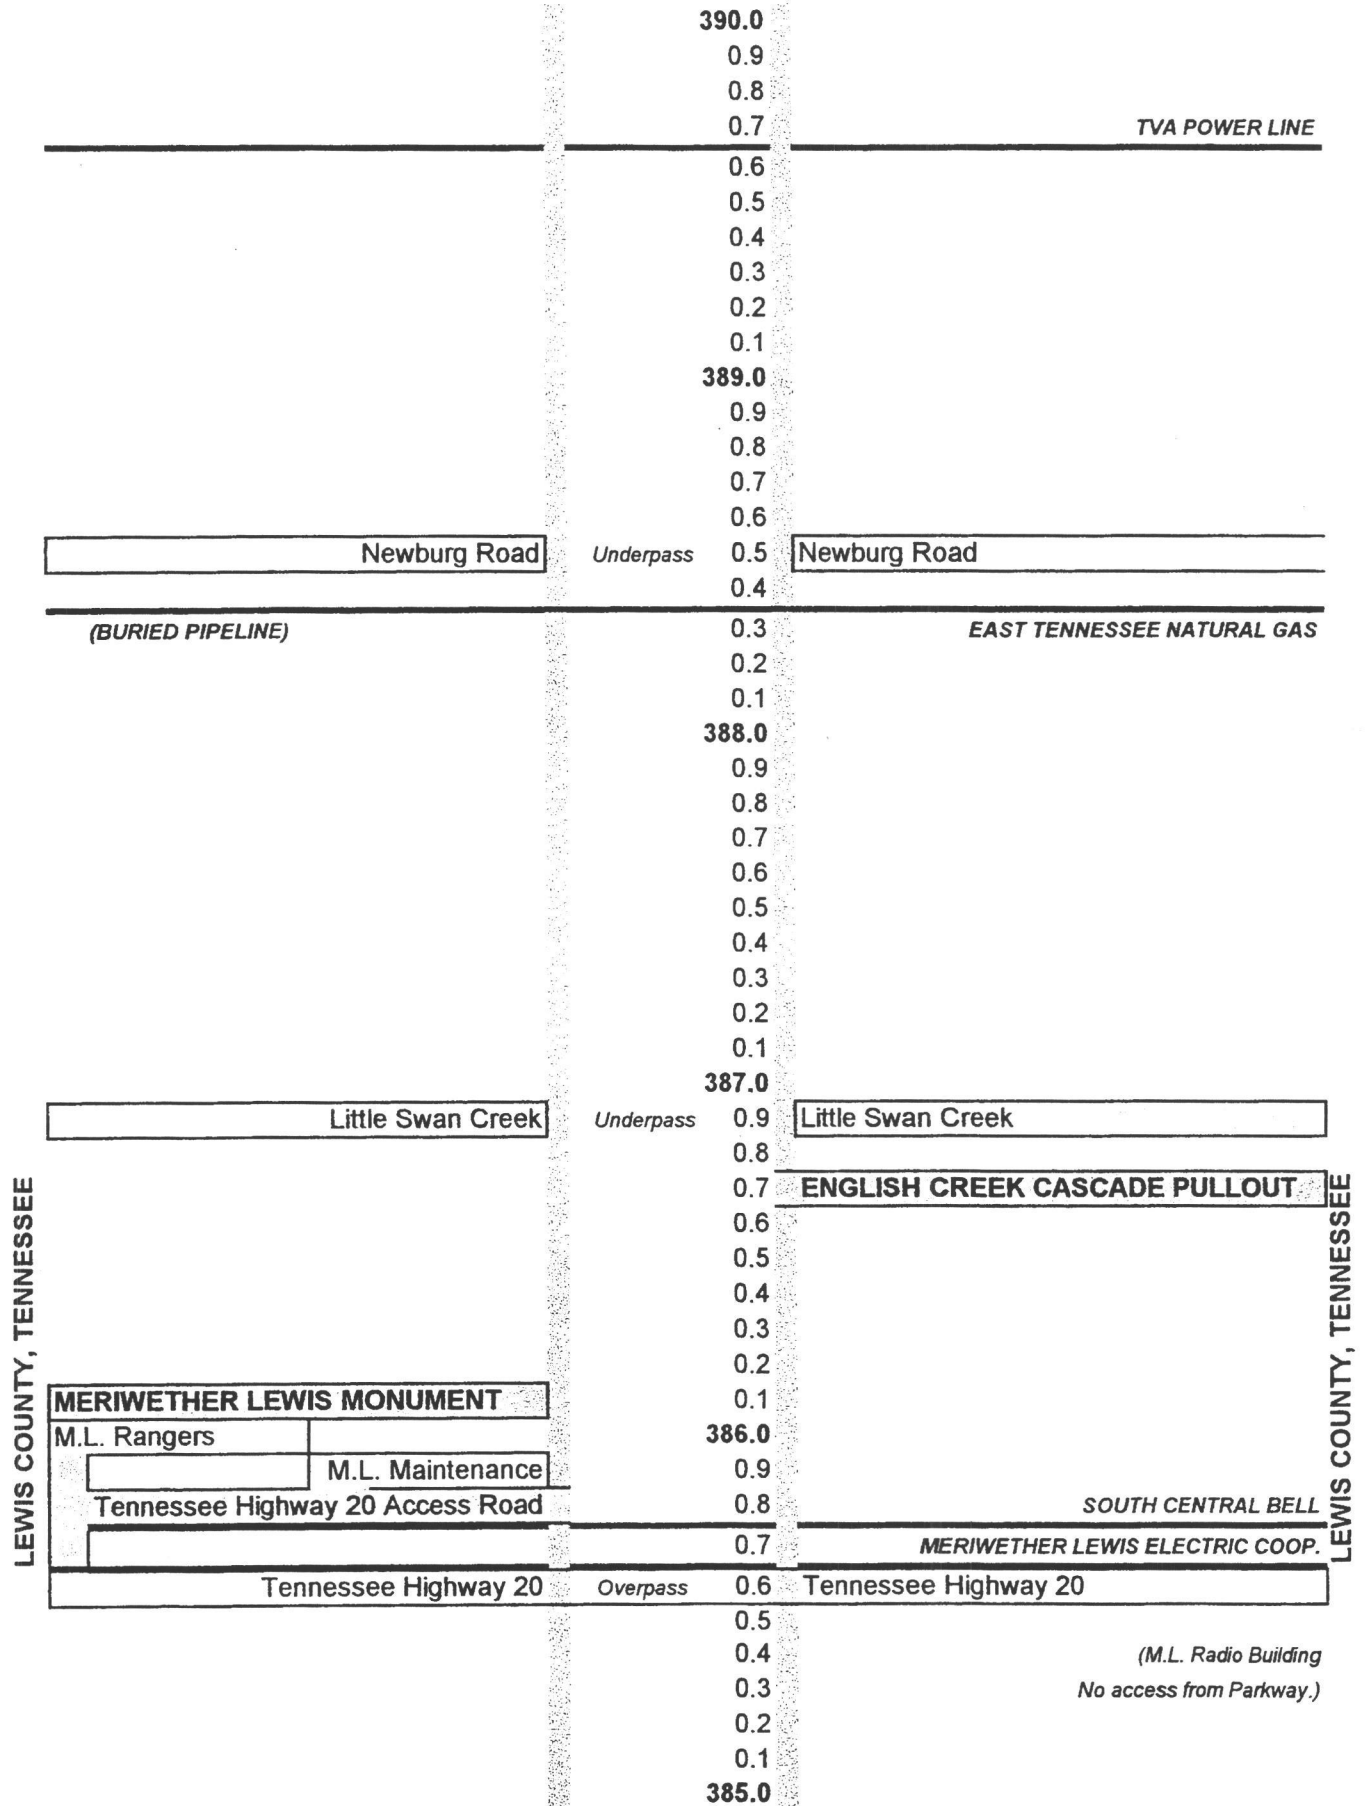 390.0
0.9
0.8
0.7 TVA POWER LINE
0.6
0.5
0.4
0.3
0.2
0.1
389.0
0.9
0.8
0.7
0.6
Newburg Road Underpass 0.5 Newburg Road
0.4
(BURIED PIPELINE) 0.3 EAST TENNESSEE NATURAL GAS
0.2
0.1
388.0
0.9
0.8
0.7
0.6
0.5
0.4
0.3
0.2
0.1
387.0
Little Swan Creek Underpass 0.9 Little Swan Creek
0.8
0.7 ENGLISH CREEK CASCADE PULLOUT
0.6
0.5
0.4
0.3
0.2
MERIWETHER LEWIS MONUMENT 0.1
M.L. Rangers 386.0
M.L. Maintenance 0.9
Tennessee Highway 20 Access Road 0.8 SOUTH CENTRAL BELL
0.7 MERIWETHER LEWIS ELECTRIC COOP.
Tennessee Highway 20 Overpass 0.6 Tennessee Highway 20
0.5
0.4 (M.L. Radio Building
0.3 No access from Parkway.)
0.2
0.1
385.0
LEWIS COUNTY, TENNESSEE
LEWIS COUNTY, TENNESSEE